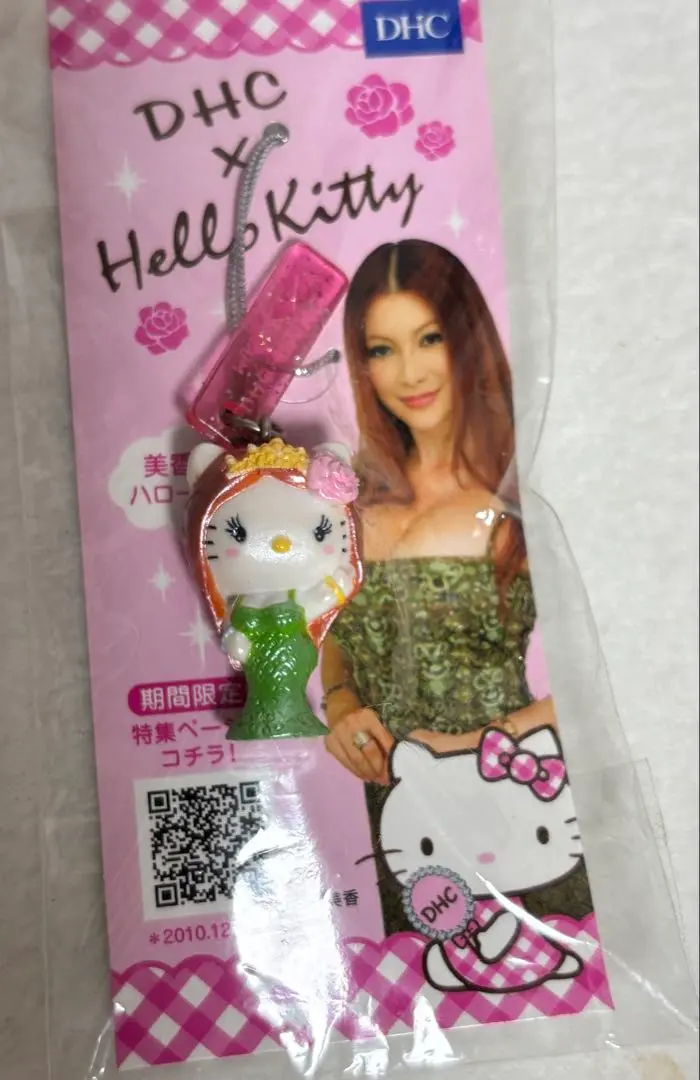 DHC
DHC
×
Hello Kitty
美香
ハロー
期間限定
特集ペー
コチラ!
美香
*2010.12
DHC